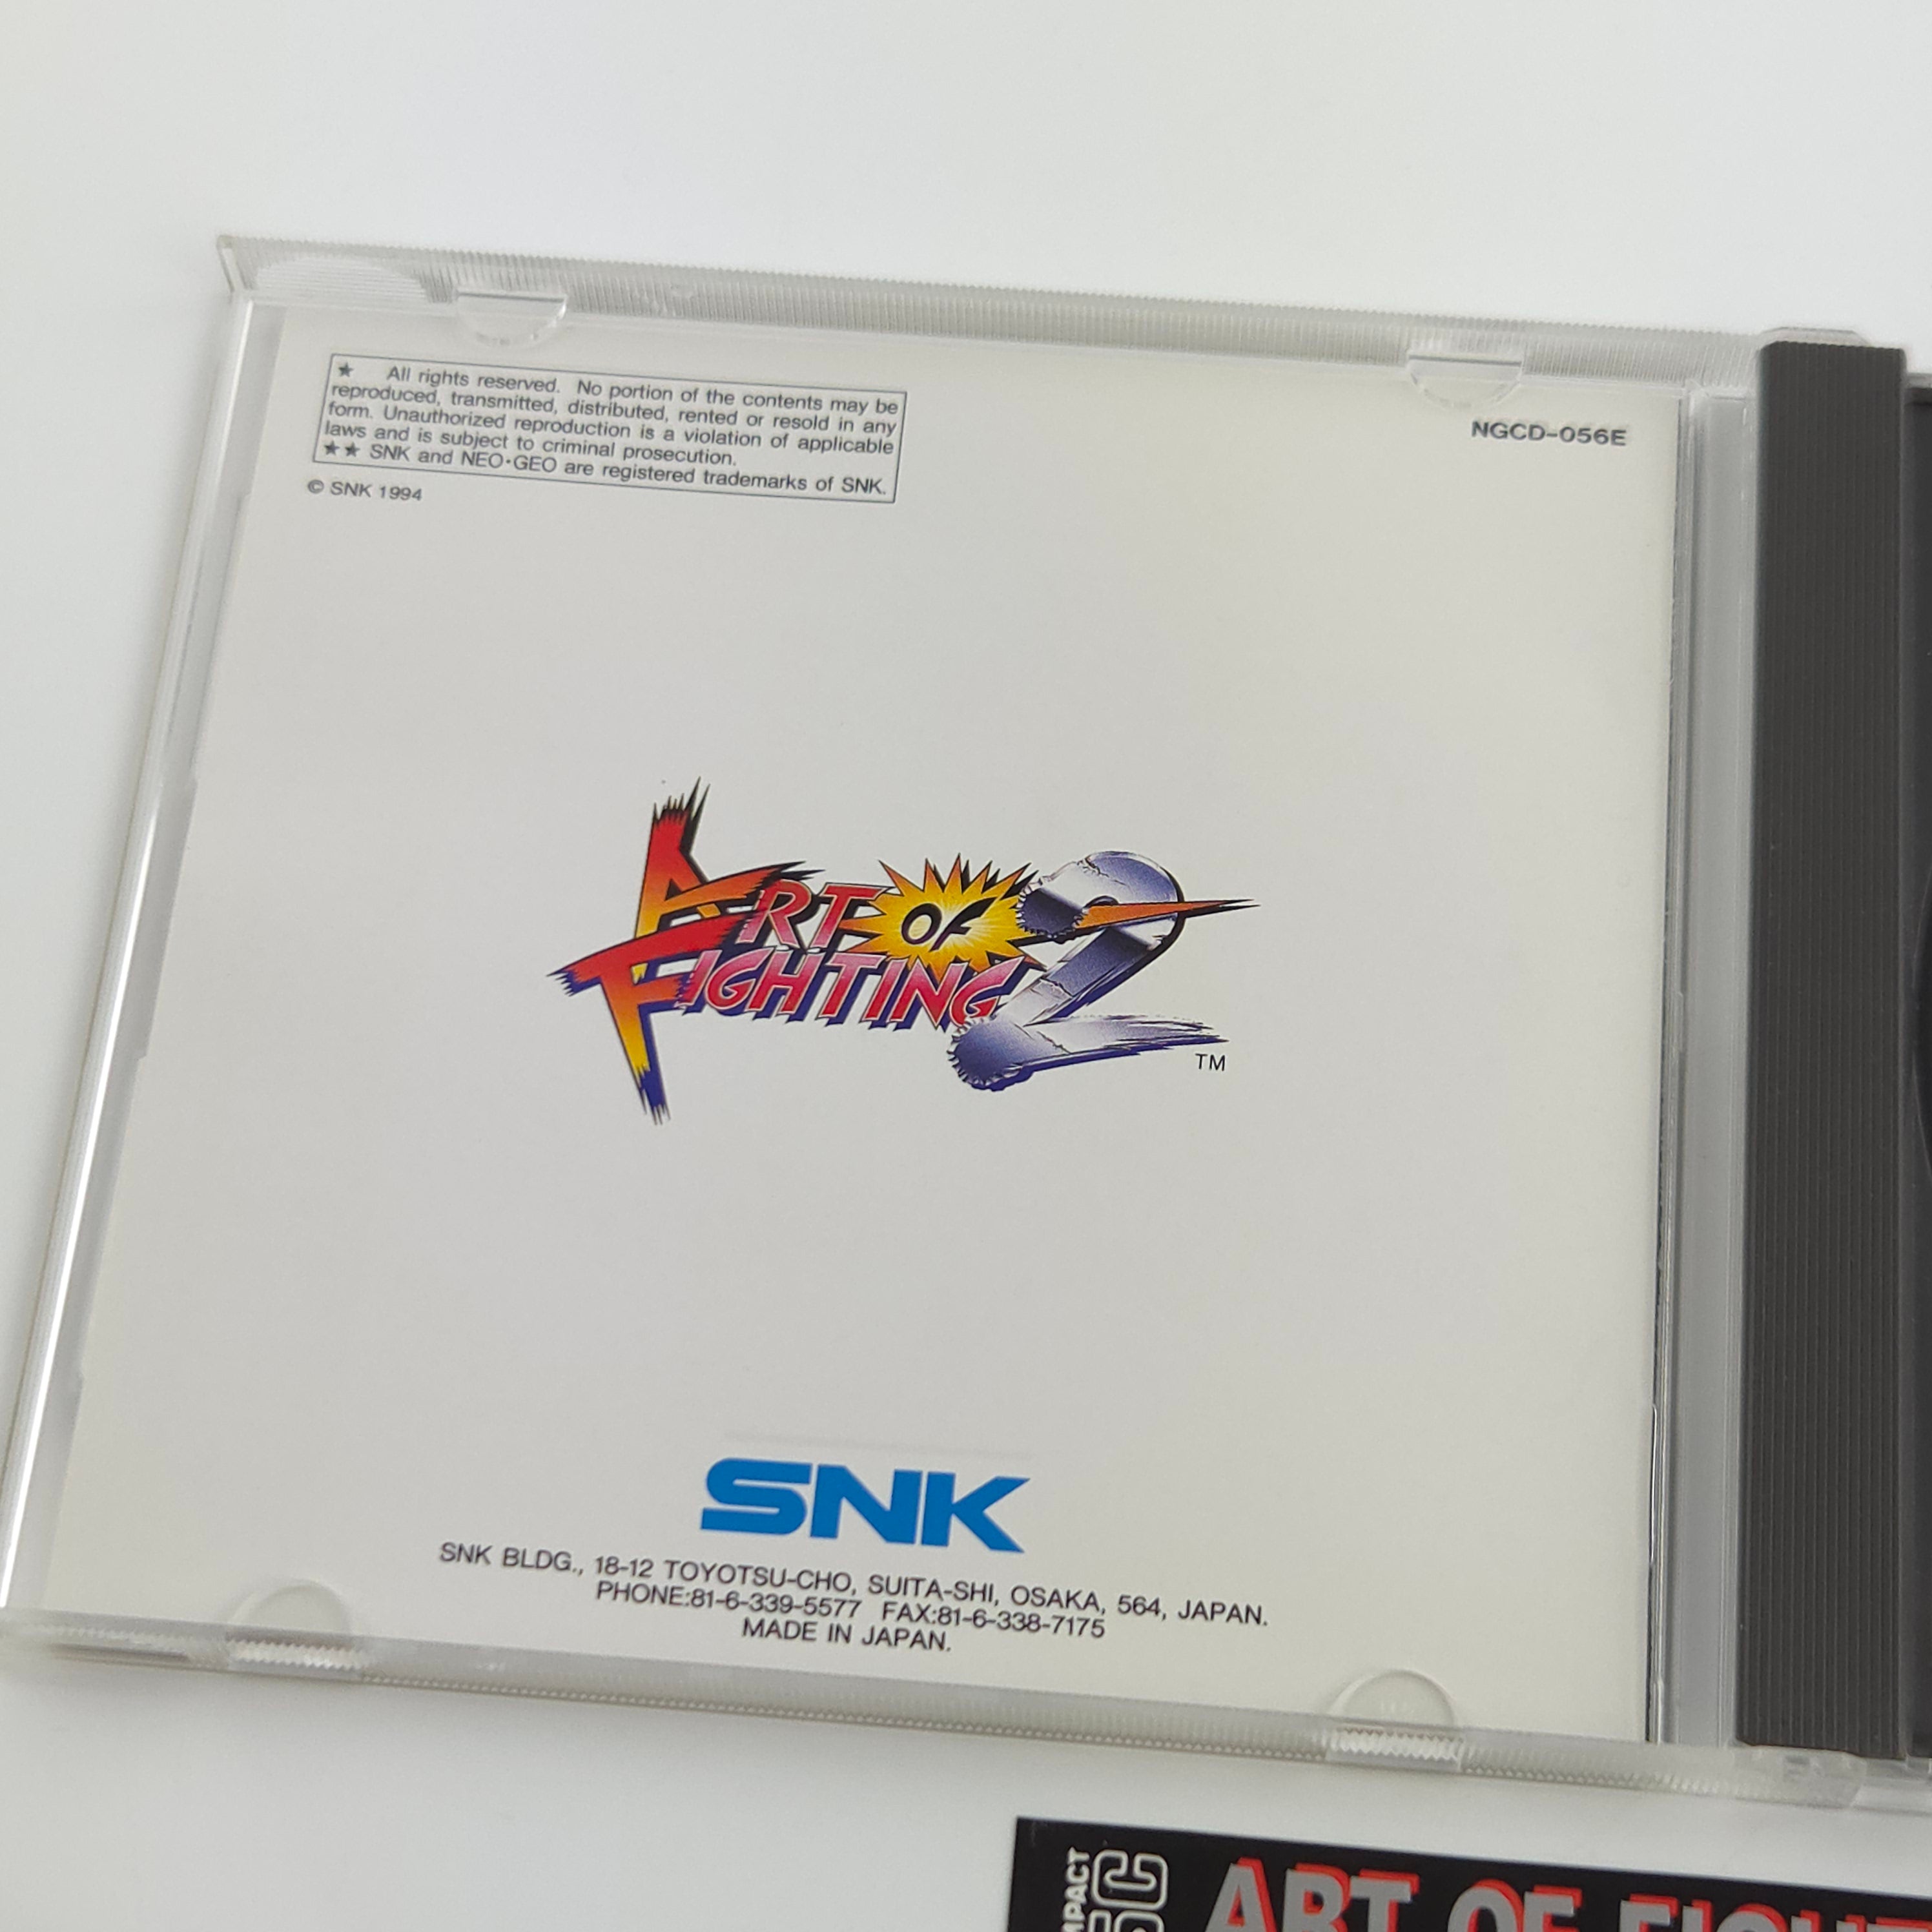 ★ All rights reserved. No portion of the contents may be
reproduced, transmitted, distributed, rented or resold in any
form. Unauthorized reproduction is a violation of applicable
laws and is subject to criminal prosecution.
★★ SNK and NEO•GEO are registered trademarks of SNK.
© SNK 1994
NGCD-056E
ART OF
FIGHTING 2
TM
SNK
SNK BLDG., 18-12 TOYOTSU-CHO, SUITA-SHI, OSAKA, 564, JAPAN.
PHONE:81-6-339-5577 FAX:81-6-338-7175
MADE IN JAPAN.
ART OF